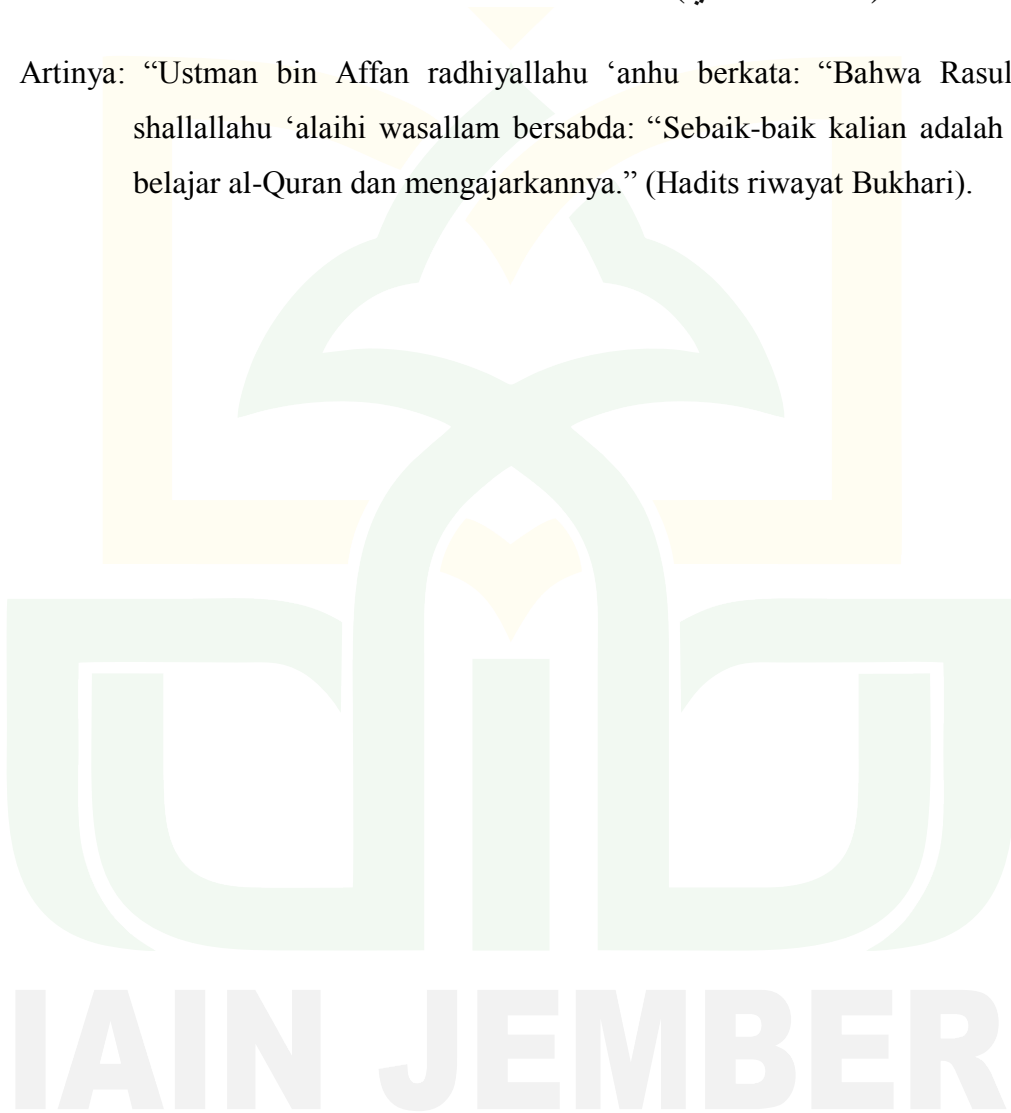 Artinya: “Ustman bin Affan radhiyallahu ‘anhu berkata: “Bahwa Rasul
shallallahu ‘alaihi wasallam bersabda: “Sebaik-baik kalian adalah
belajar al-Quran dan mengajarkannya.” (Hadits riwayat Bukhari).
IAIN JEMBER